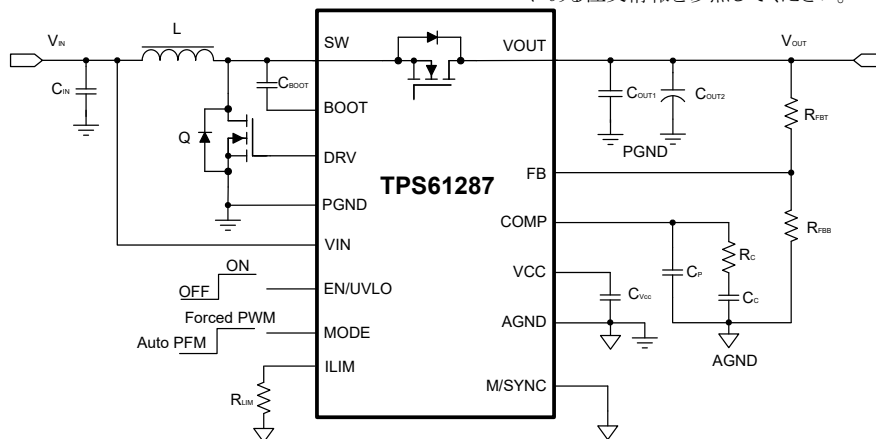 L
SW
VOUT
VIN
VOUT
CIN
CBOOT
COUT1
COUT2
RFBT
BOOT
Q
PGND
DRV
TPS61287
FB
PGND
COMP
RFBB
VIN
RC
ON
VCC
CP
OFF
EN/UVLO
CVcc
CC
Forced PWM
MODE
AGND
Auto PFM
AGND
ILIM
M/SYNC
RLIM